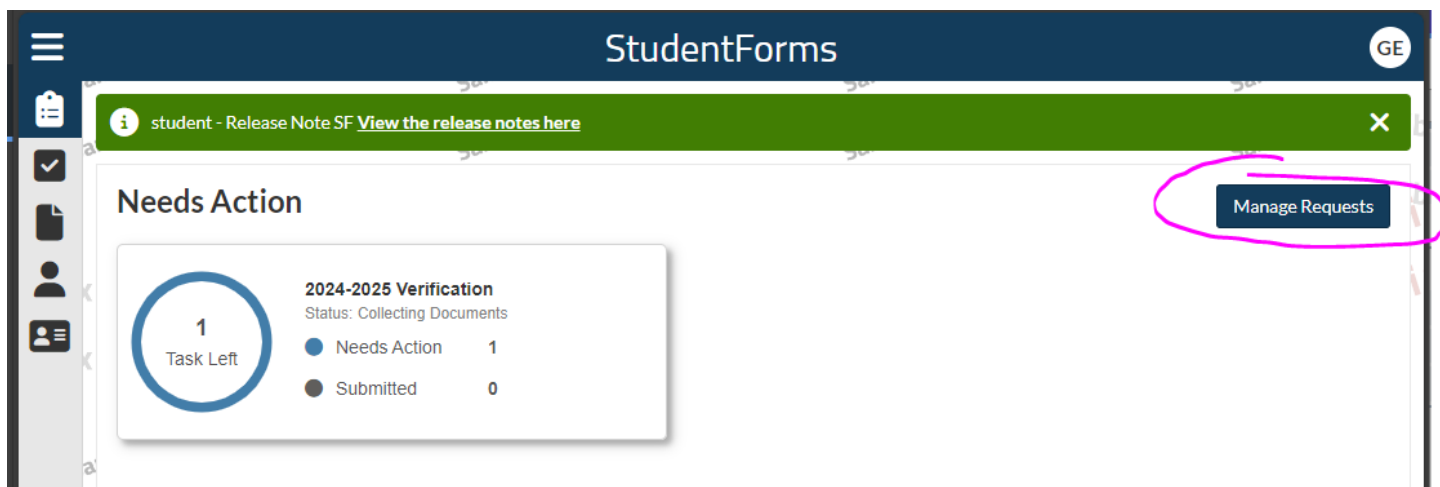 StudentForms
GE
student - Release Note SF View the release notes here
Needs Action
Manage Requests
2024-2025 Verification
Status: Collecting Documents
1
Task Left
Needs Action 1
Submitted 0